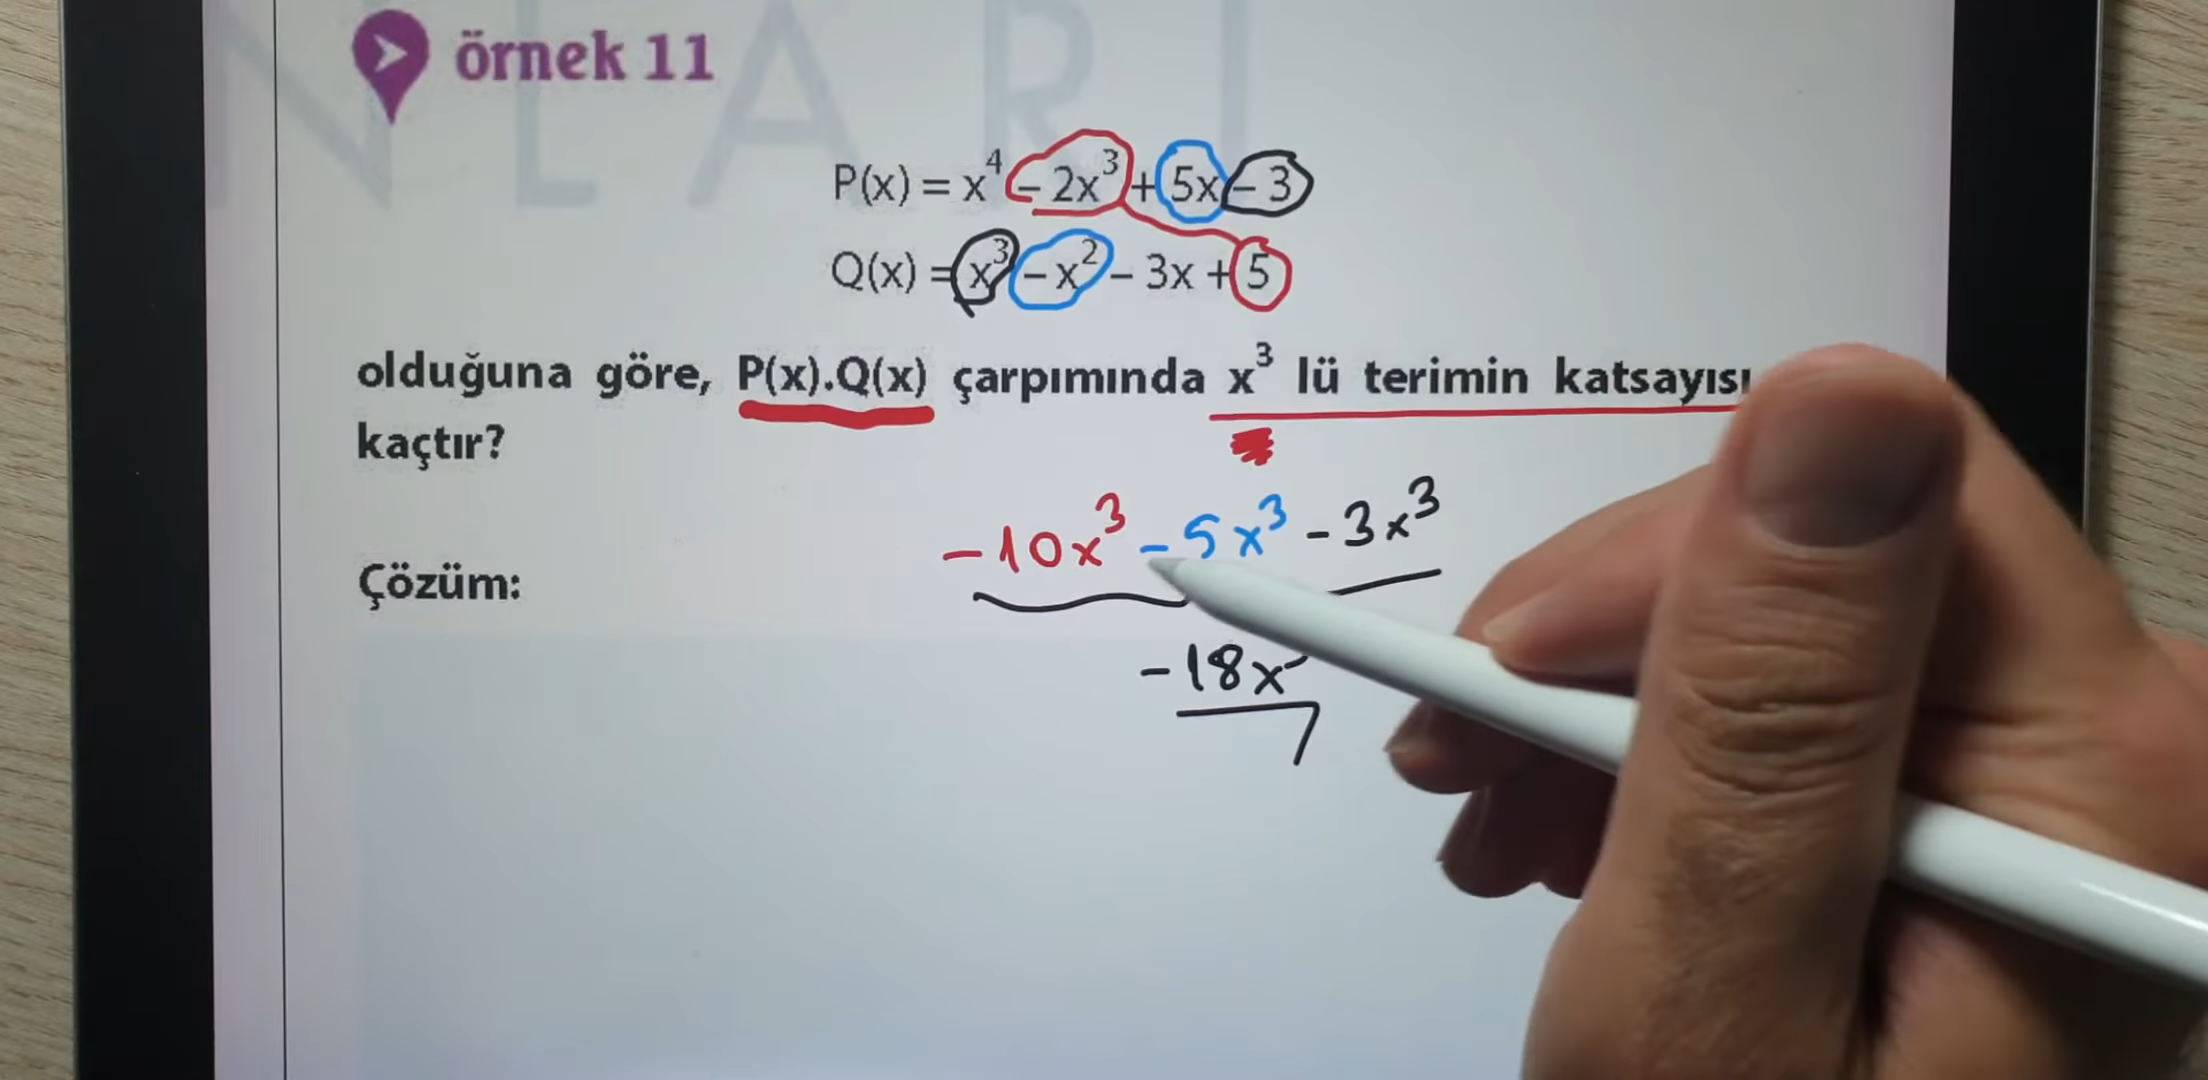 NLARI
örnek 11
P(x) = x⁴ – 2x³ + 5x – 3
Q(x) = x³ – x² – 3x + 5
olduğuna göre, P(x).Q(x) çarpımında x³ lü terimin katsayısı
kaçtır?
-10x³ -5x³ -3x³
Çözüm:
-18x